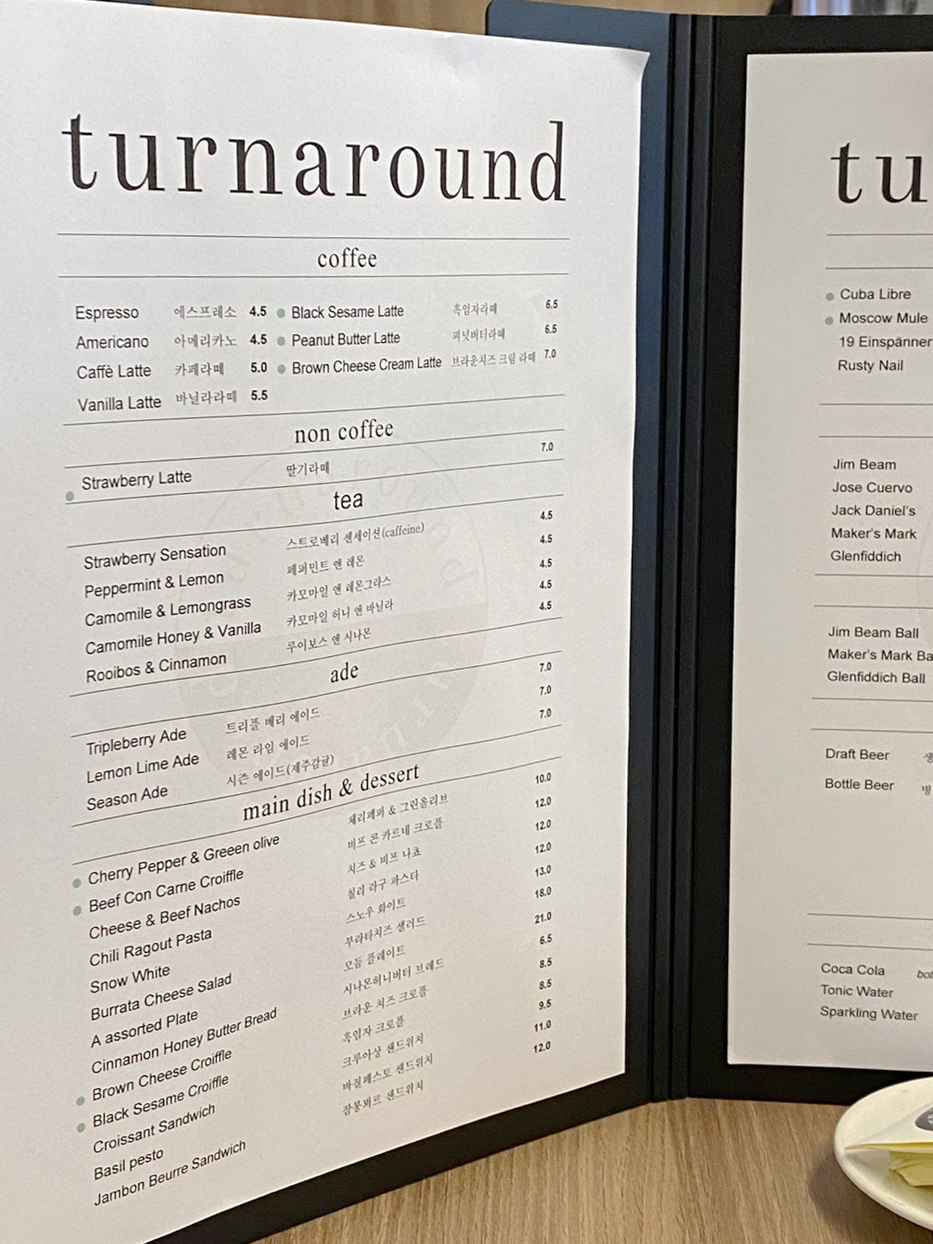 turnaround
coffee
Espresso 에스프레소 4.5 Black Sesame Latte 흑임자라떼 6.5
Americano 아메리카노 4.5 Peanut Butter Latte 피넛버터라떼 6.5
Caffè Latte 카페라떼 5.0 Brown Cheese Cream Latte 브라운치즈 크림 라떼 7.0
Vanilla Latte 바닐라라떼 5.5
non coffee
Strawberry Latte 딸기라떼 7.0
tea
Strawberry Sensation 스트로베리 센세이션(caffeine) 4.5
Peppermint & Lemon 페퍼민트 앤 레몬 4.5
Camomile & Lemongrass 카모마일 앤 레몬그라스 4.5
Camomile Honey & Vanilla 카모마일 허니 앤 바닐라 4.5
Rooibos & Cinnamon 루이보스 앤 시나몬 4.5
ade
Tripleberry Ade 트리플 베리 에이드 7.0
Lemon Lime Ade 레몬 라임 에이드 7.0
Season Ade 시즌 에이드(제주감귤) 7.0
main dish & dessert
Cherry Pepper & Greeen olive 체리페퍼 & 그린올리브 10.0
Beef Con Carne Croiffle 비프 콘 카르네 크로플 12.0
Cheese & Beef Nachos 치즈 & 비프 나쵸 12.0
Chili Ragout Pasta 칠리 라구 파스타 12.0
Snow White 스노우 화이트 13.0
Burrata Cheese Salad 부라타치즈 샐러드 18.0
A assorted Plate 모둠 플레이트 21.0
Cinnamon Honey Butter Bread 시나몬허니버터 브레드 6.5
Brown Cheese Croiffle 브라운 치즈 크로플 8.5
Black Sesame Croiffle 흑임자 크로플 8.5
Croissant Sandwich 크루아상 샌드위치 9.5
Basil pesto 바질페스토 샌드위치 11.0
Jambon Beurre Sandwich 잠봉뵈르 샌드위치 12.0
tu
Cuba Libre
Moscow Mule
19 Einspänner
Rusty Nail
Jim Beam
Jose Cuervo
Jack Daniel's
Maker's Mark
Glenfiddich
Jim Beam Ball
Maker's Mark Ba
Glenfiddich Ball
Draft Beer 생
Bottle Beer 병
Coca Cola bot
Tonic Water
Sparkling Water